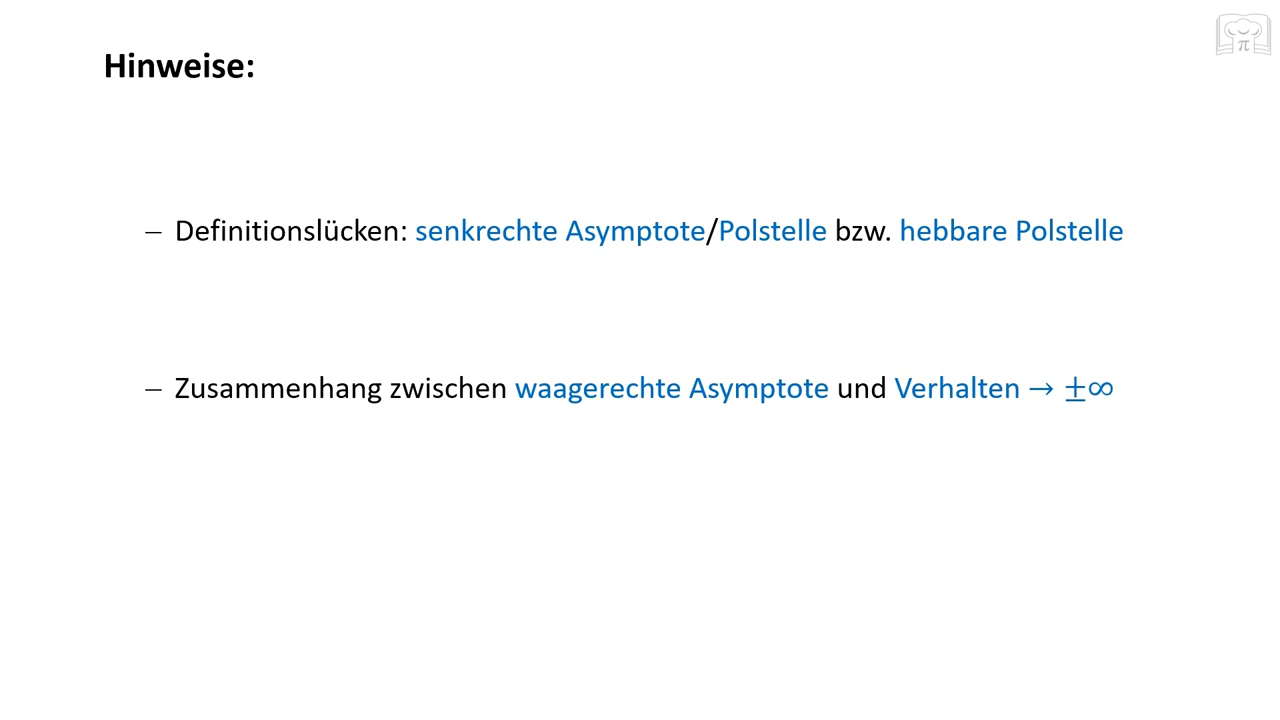 Hinweise:
– Definitionslücken: senkrechte Asymptote/Polstelle bzw. hebbare Polstelle
– Zusammenhang zwischen waagerechte Asymptote und Verhalten → ±∞
π